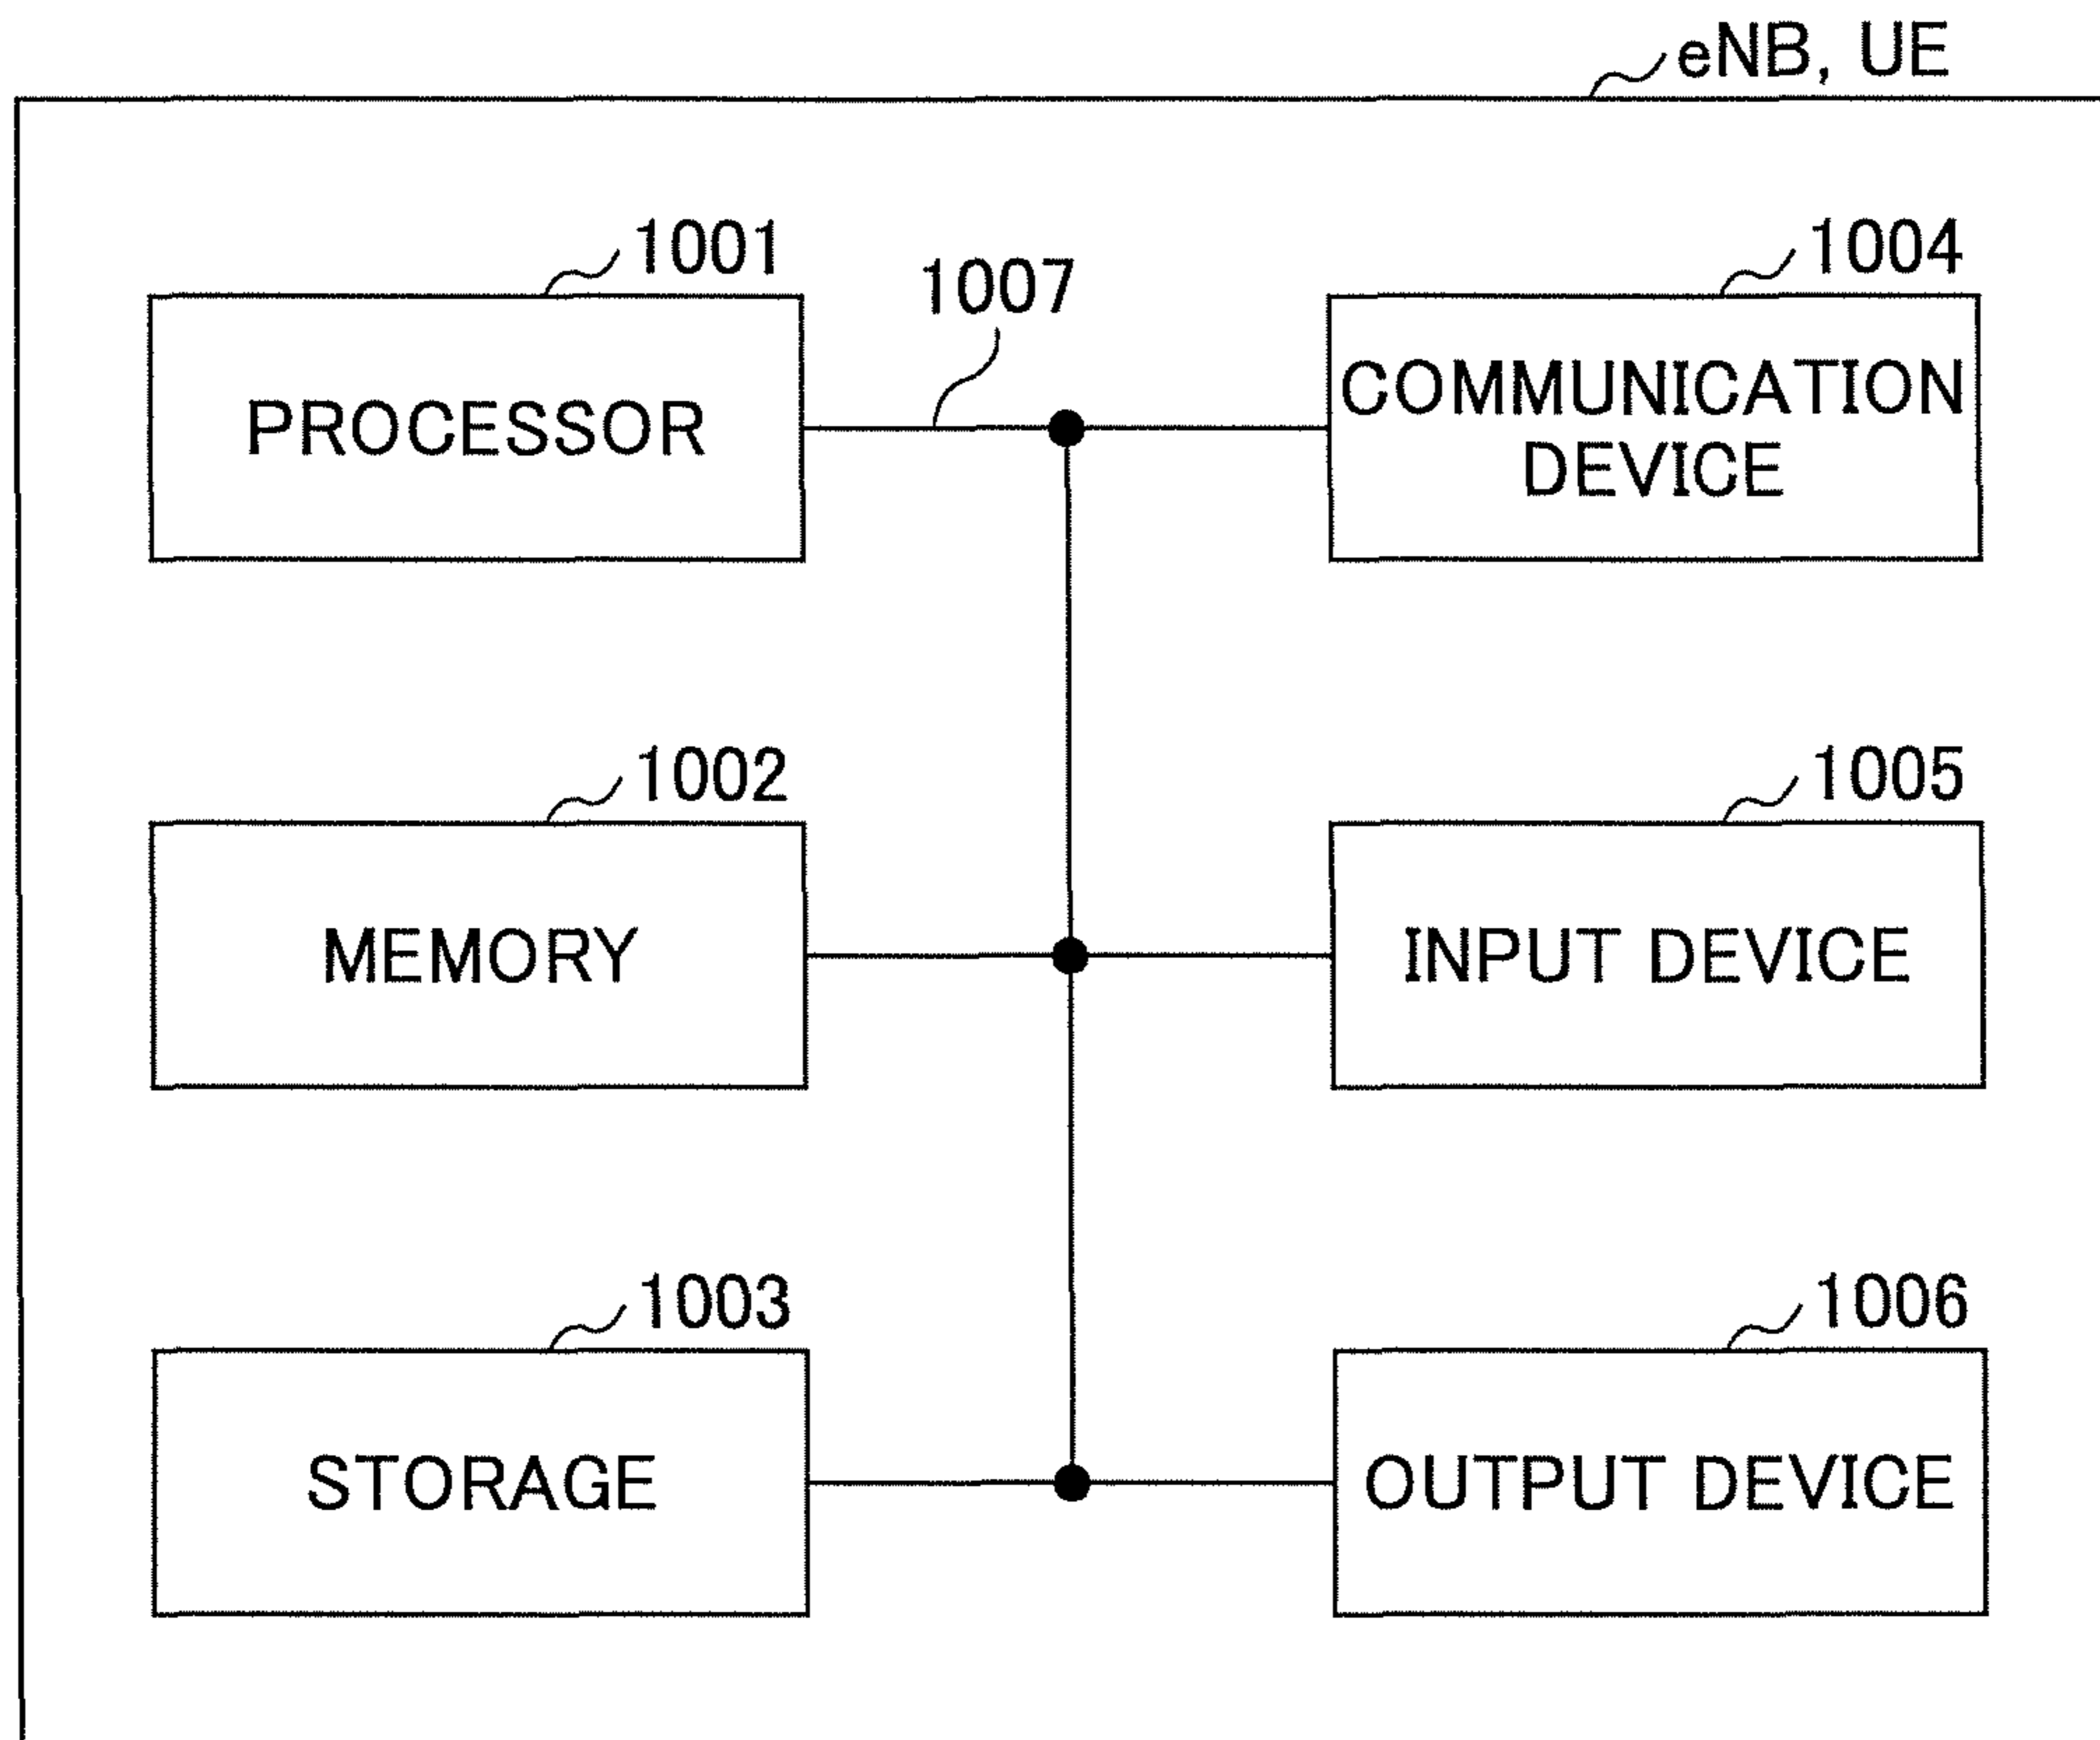 eNB, UE
1001
PROCESSOR
1007
1004
COMMUNICATION
DEVICE
1002
MEMORY
1005
INPUT DEVICE
1003
STORAGE
1006
OUTPUT DEVICE